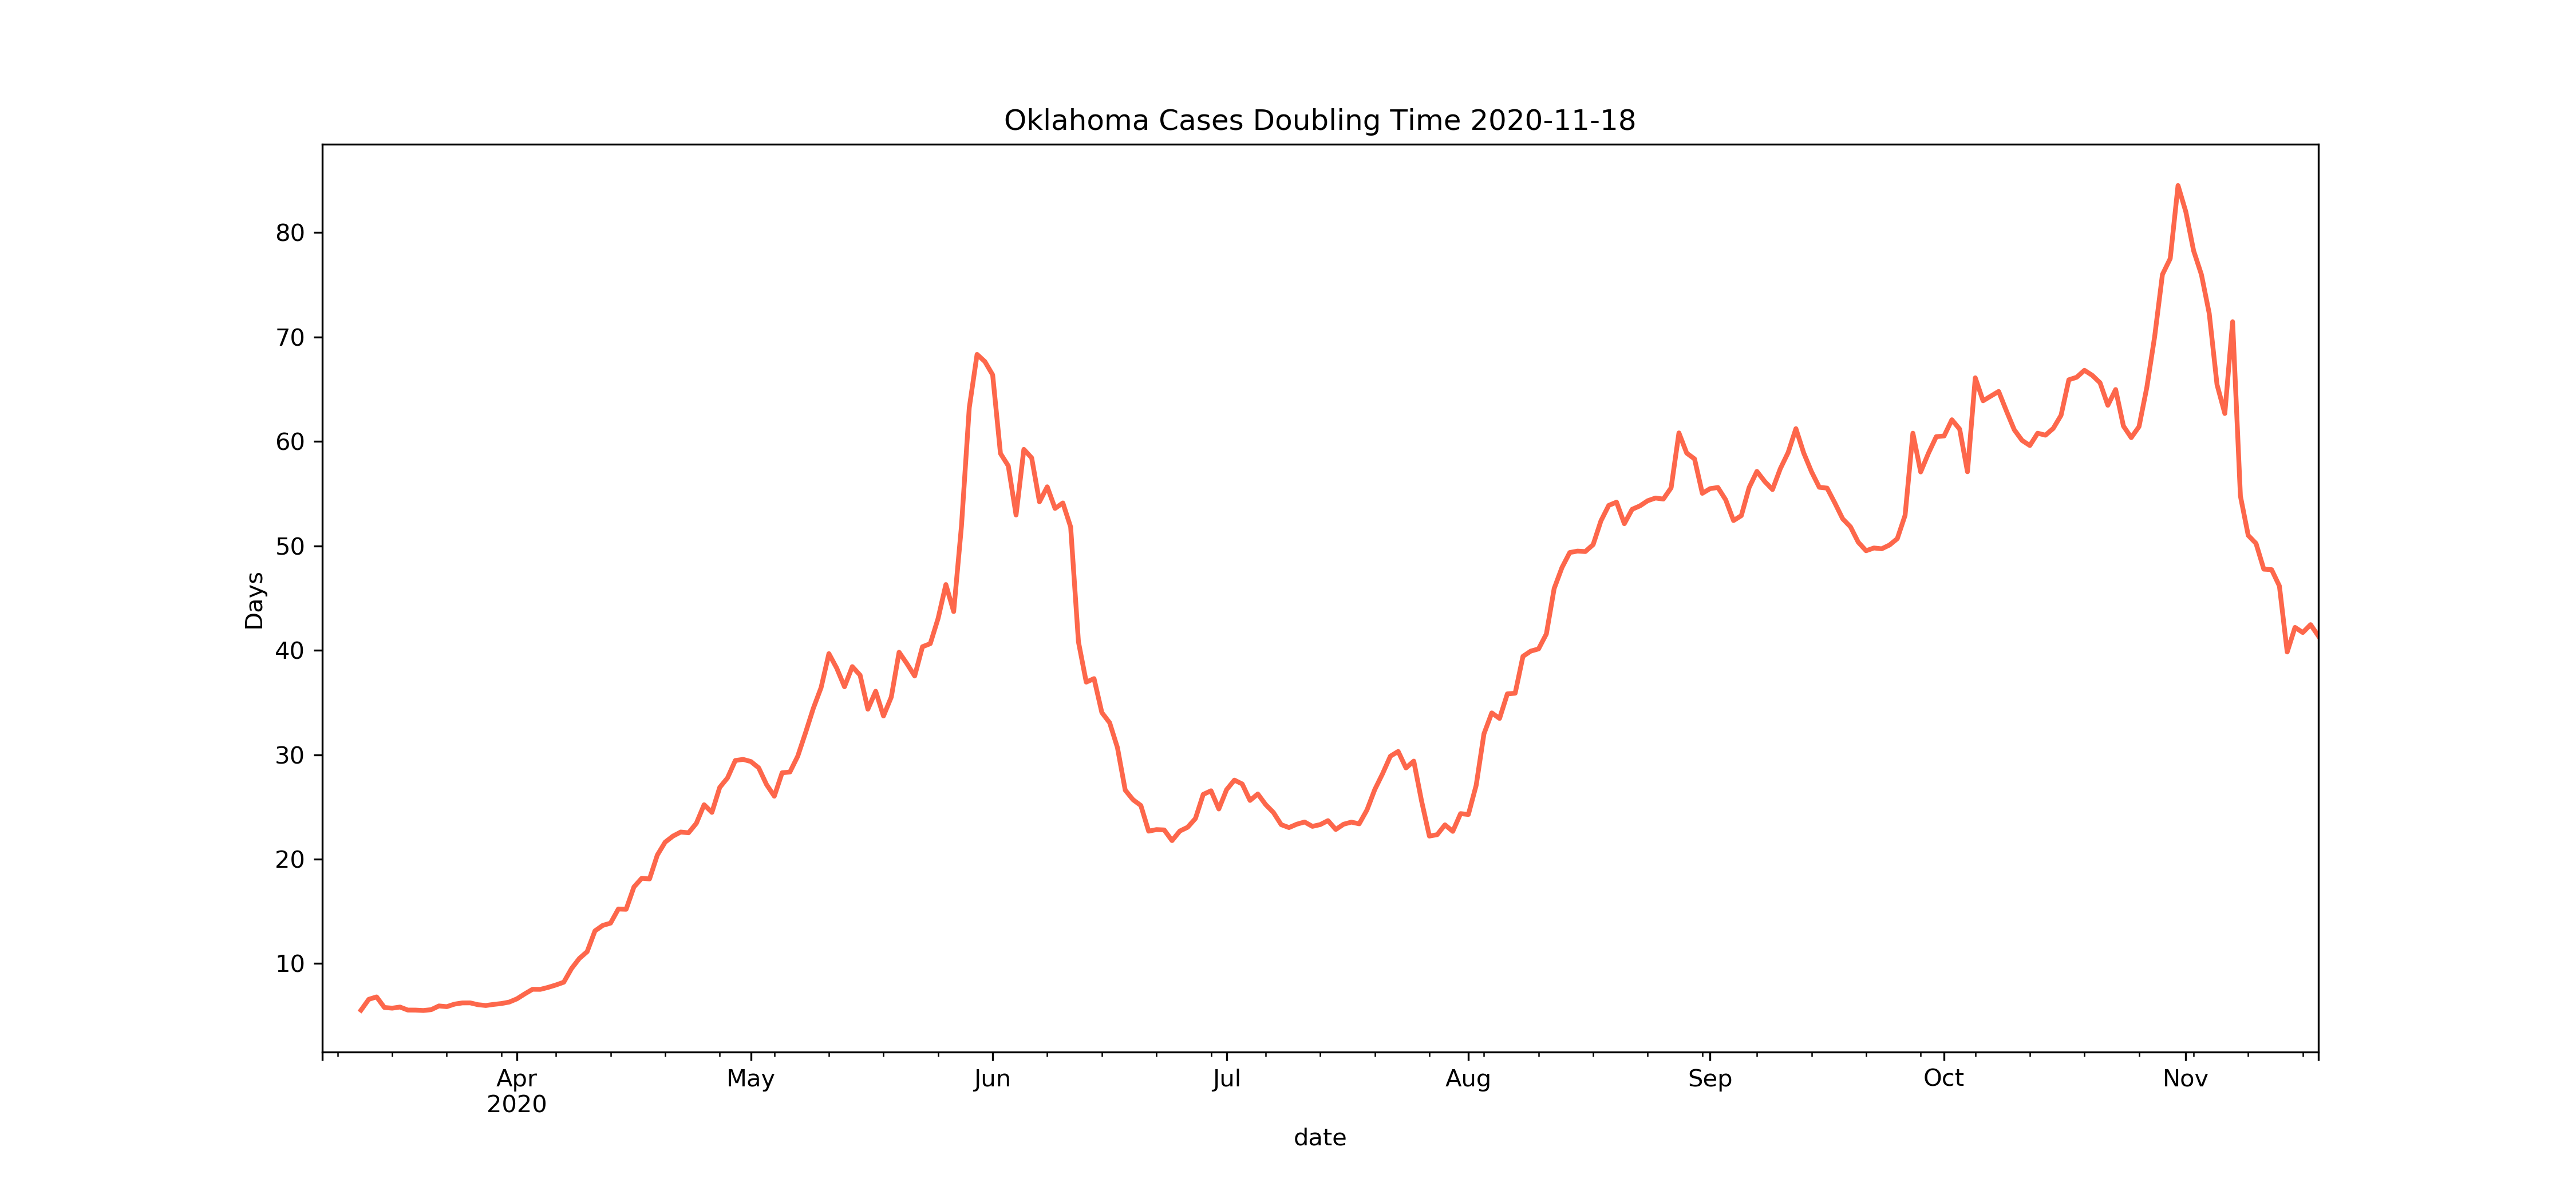 Oklahoma Cases Doubling Time 2020-11-18
80
70
60
50
40
30
20
10
Days
Apr May Jun Jul Aug Sep Oct Nov
2020
date